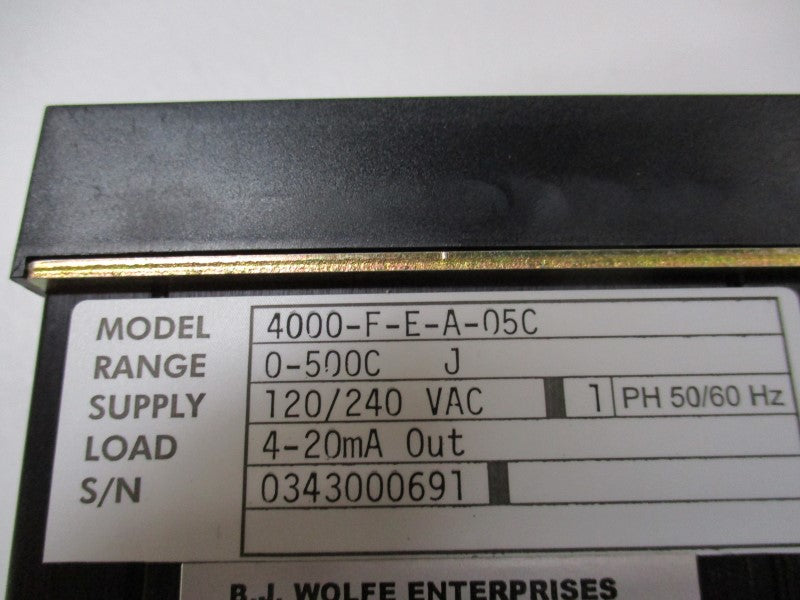 MODEL 4000-F-E-A-05C
RANGE 0-500C J
SUPPLY 120/240 VAC 1 PH 50/60 Hz
LOAD 4-20mA Out
S/N 0343000691
B.J. WOLFE ENTERPRISES